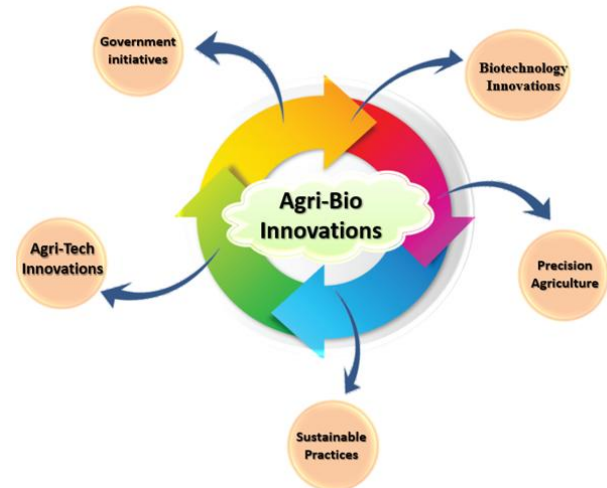 Government
initiatives
Biotechnology
Innovations
Agri-Bio
Innovations
Agri-Tech
Innovations
Precision
Agriculture
Sustainable
Practices